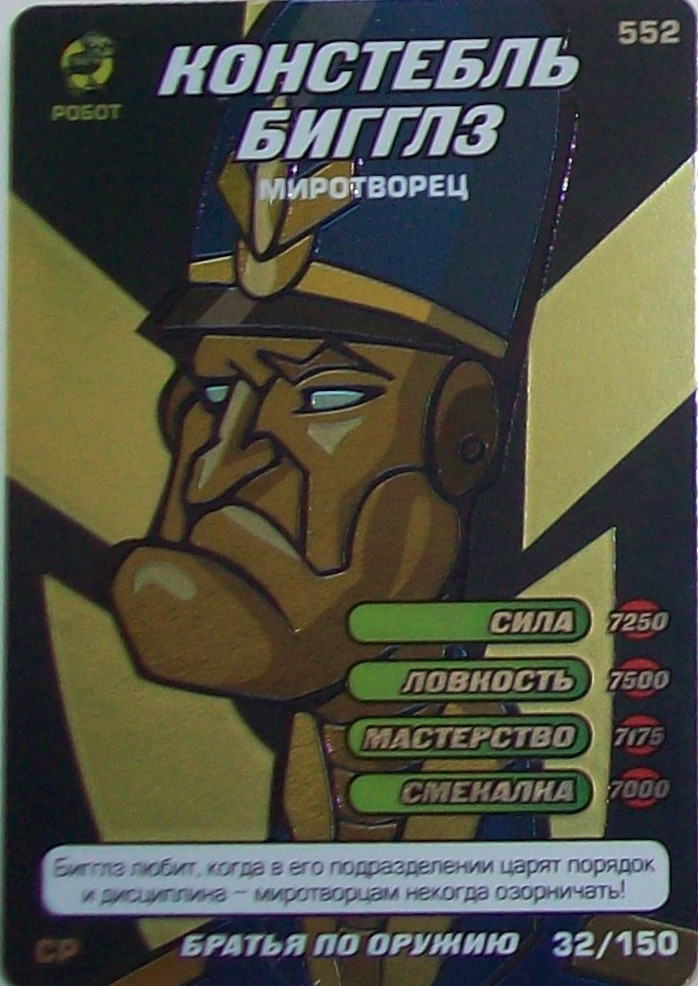 552
РОБОТ
КОНСТЕБЛЬ
БИГГЛЗ
МИРОТВОРЕЦ
СИЛА 7250
ЛОВКОСТЬ 7500
МАСТЕРСТВО 7175
СМЕКАЛКА 7000
Бигглз любит, когда в его подразделении царят порядок
и дисциплина – миротворцам некогда озорничать!
СР БРАТЬЯ ПО ОРУЖИЮ 32/150